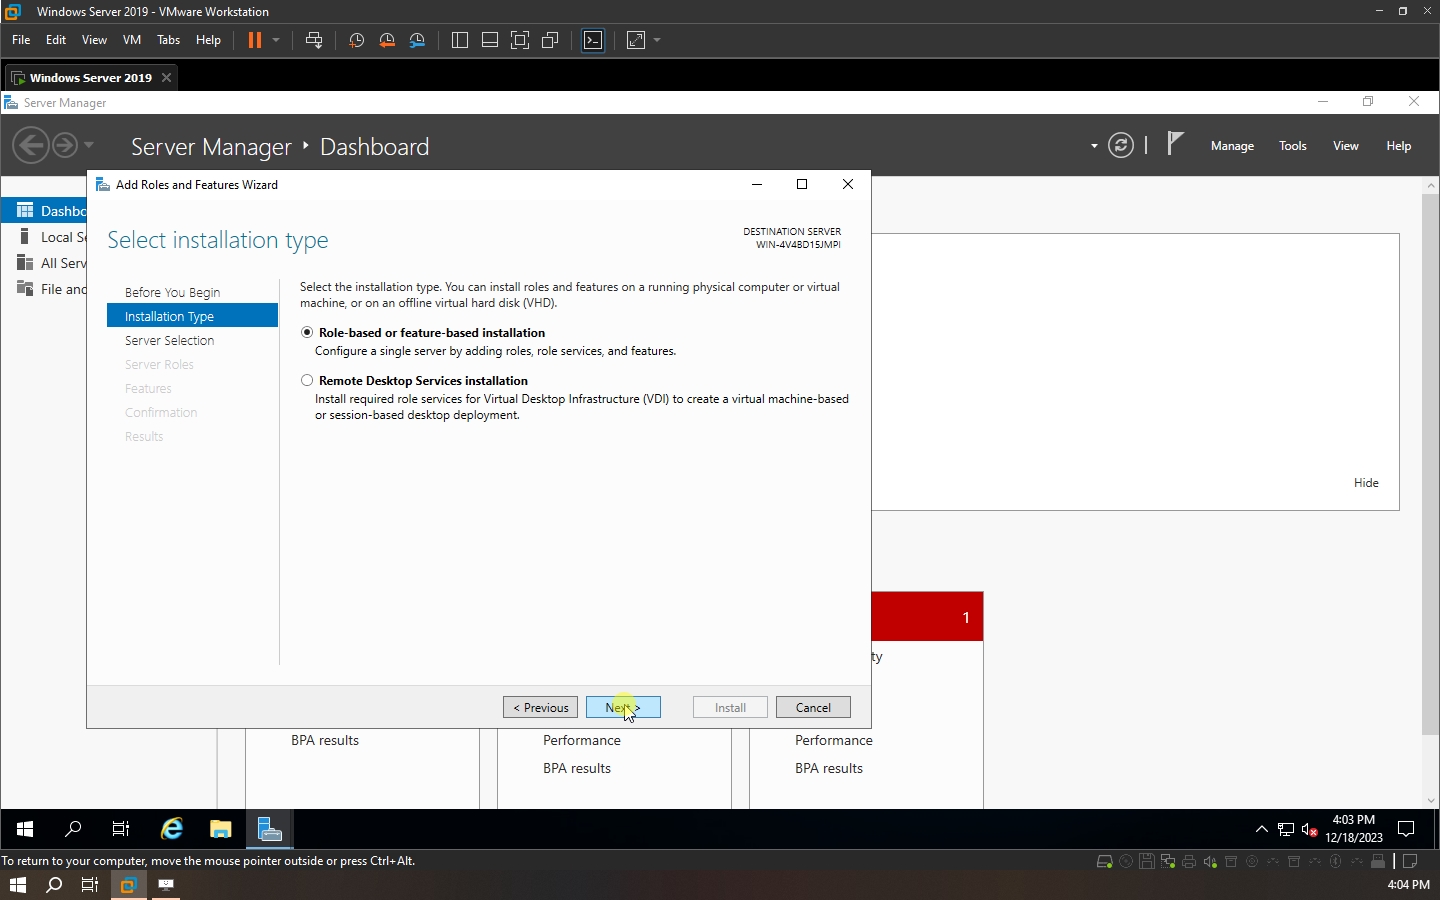 Windows Server 2019 - VMware Workstation
File Edit View VM Tabs Help
Windows Server 2019
Server Manager
Server Manager Dashboard
Manage Tools View Help
Add Roles and Features Wizard
Dashbo
Local Se
All Serv
File and
Select installation type
DESTINATION SERVER
WIN-4V4BD15JMPI
Before You Begin
Installation Type
Server Selection
Server Roles
Features
Confirmation
Results
Select the installation type. You can install roles and features on a running physical computer or virtual
machine, or on an offline virtual hard disk (VHD).
Role-based or feature-based installation
Configure a single server by adding roles, role services, and features.
Remote Desktop Services installation
Install required role services for Virtual Desktop Infrastructure (VDI) to create a virtual machine-based
or session-based desktop deployment.
Hide
1
ty
< Previous Next > Install Cancel
BPA results
Performance
BPA results
Performance
BPA results
4:03 PM
12/18/2023
To return to your computer, move the mouse pointer outside or press Ctrl+Alt.
4:04 PM